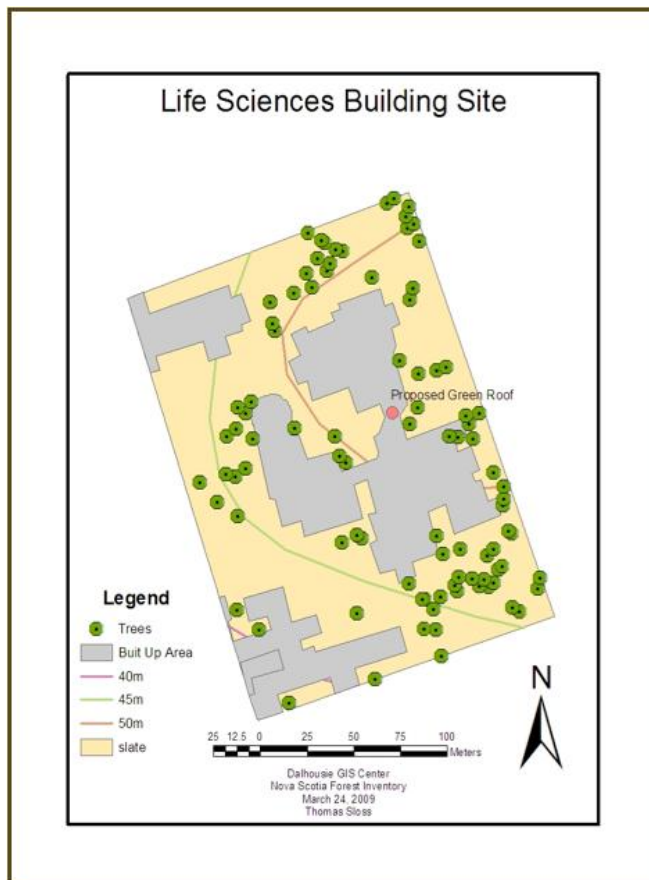 Life Sciences Building Site
Proposed Green Roof
Legend
Trees
Buit Up Area
40m
45m
50m
slate
N
25 12.5 0 25 50 75 100
Meters
Dalhousie GIS Center
Nova Scotia Forest Inventory
March 24, 2009
Thomas Sloss